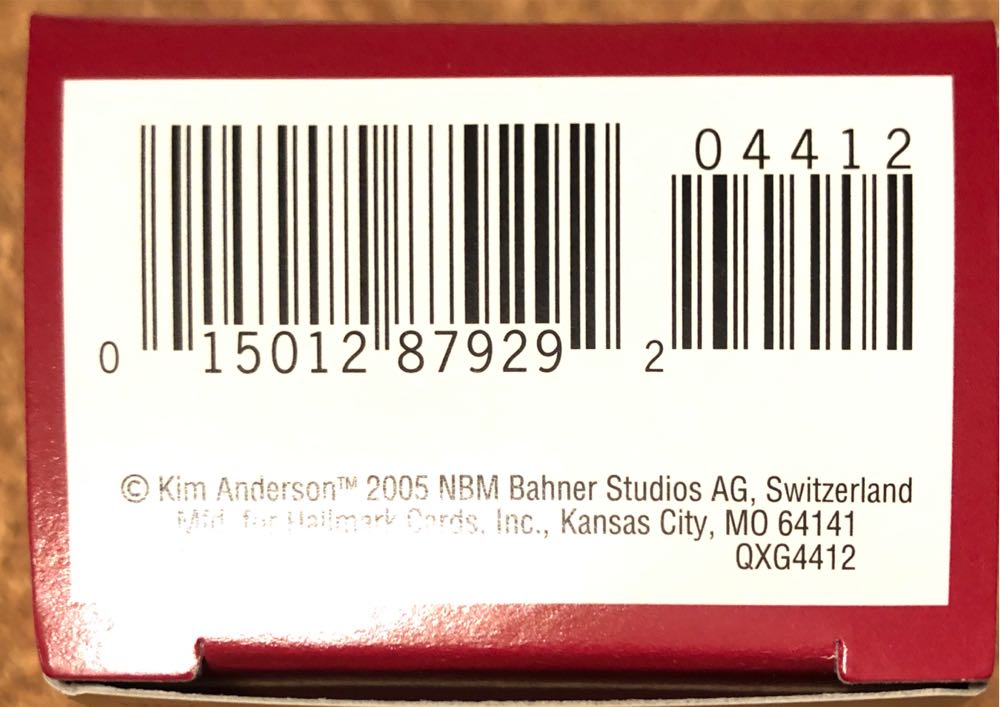 04412
0 15012 87929 2
© Kim Anderson™ 2005 NBM Bahner Studios AG, Switzerland
Mfd. for Hallmark Cards, Inc., Kansas City, MO 64141
QXG4412